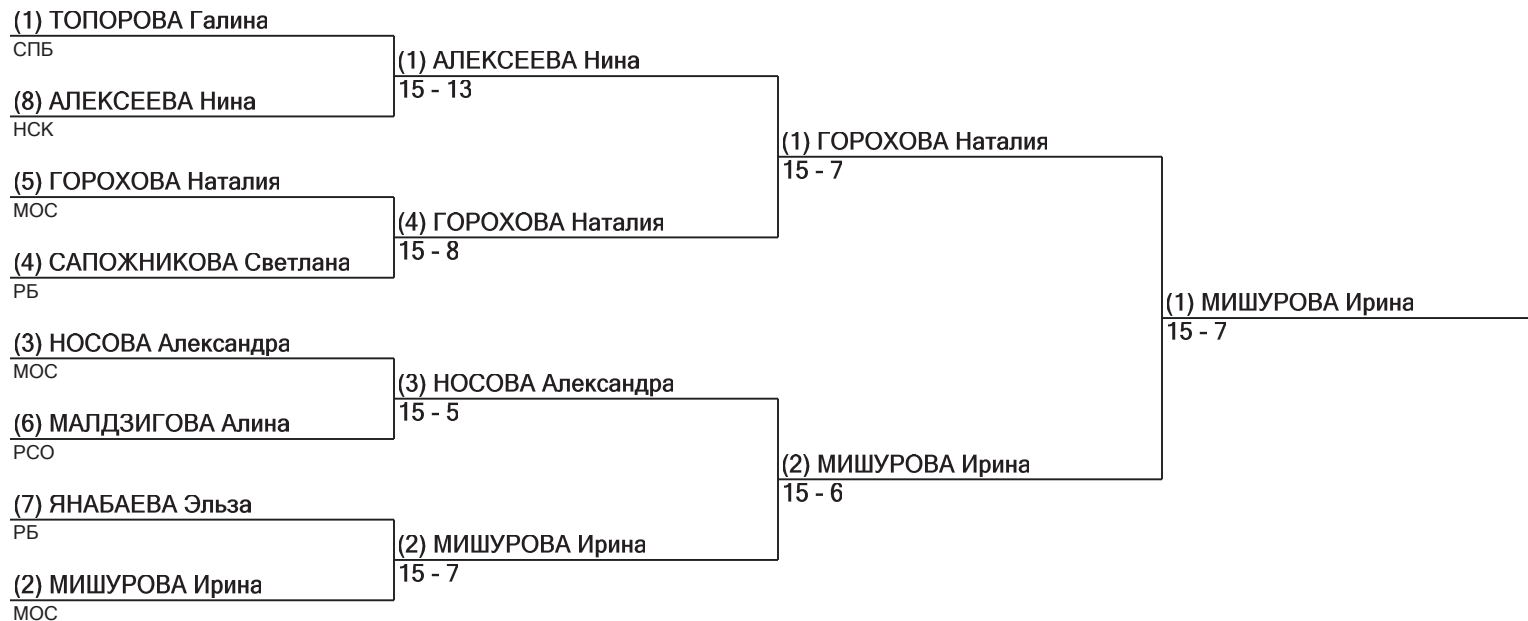 (1) ТОПОРОВА Галина
СПБ
(8) АЛЕКСЕЕВА Нина
НСК
(5) ГОРОХОВА Наталия
МОС
(4) САПОЖНИКОВА Светлана
РБ
(3) НОСОВА Александра
МОС
(6) МАЛДЗИГОВА Алина
РСО
(7) ЯНАБАЕВА Эльза
РБ
(2) МИШУРОВА Ирина
МОС
(1) АЛЕКСЕЕВА Нина
15 - 13
(4) ГОРОХОВА Наталия
15 - 8
(3) НОСОВА Александра
15 - 5
(2) МИШУРОВА Ирина
15 - 7
(1) ГОРОХОВА Наталия
15 - 7
(2) МИШУРОВА Ирина
15 - 6
(1) МИШУРОВА Ирина
15 - 7